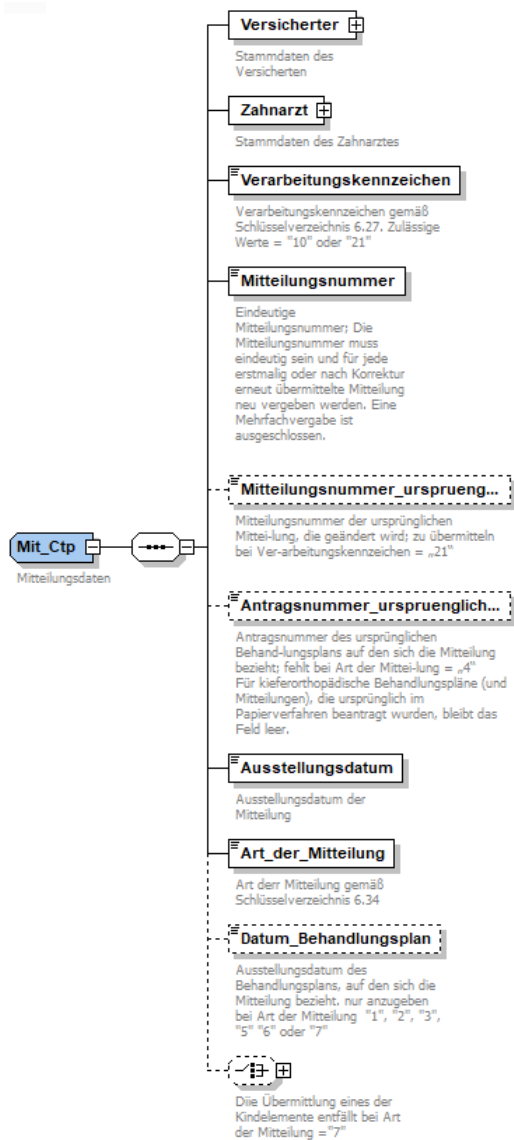 Versicherter
Stammdaten des
Versicherten
Zahnarzt
Stammdaten des Zahnarztes
Verarbeitungskennzeichen
Verarbeitungskennzeichen gemäß
Schlüsselverzeichnis 6.27. Zulässige
Werte = "10" oder "21"
Mitteilungsnummer
Eindeutige
Mitteilungsnummer; Die
Mitteilungsnummer muss
eindeutig sein und für jede
erstmalig oder nach Korrektur
erneut übermittelte Mitteilung
neu vergeben werden. Eine
Mehrfachvergabe ist
ausgeschlossen.
Mitteilungsnummer_ursprueng...
Mitteilungsnummer der ursprünglichen
Mittei-lung, die geändert wird; zu übermitteln
bei Ver-arbeitungskennzeichen = „21“
Mit_Ctp
Mitteilungsdaten
Antragsnummer_urspruenglich...
Antragsnummer des ursprünglichen
Behand-lungsplans auf den sich die Mitteilung
bezieht; fehlt bei Art der Mittei-lung = „4“
Für kieferorthopädische Behandlungspläne (und
Mitteilungen), die ursprünglich im
Papierverfahren beantragt wurden, bleibt das
Feld leer.
Ausstellungsdatum
Ausstellungsdatum der
Mitteilung
Art_der_Mitteilung
Art derr Mitteilung gemäß
Schlüsselverzeichnis 6.34
Datum_Behandlungsplan
Ausstellungsdatum des
Behandlungsplans, auf den sich die
Mitteilung bezieht. nur anzugeben
bei Art der Mitteilung "1", "2", "3",
"5" "6" oder "7"
Diie Übermittlung eines der
Kindelemente entfällt bei Art
der Mitteilung ="7"